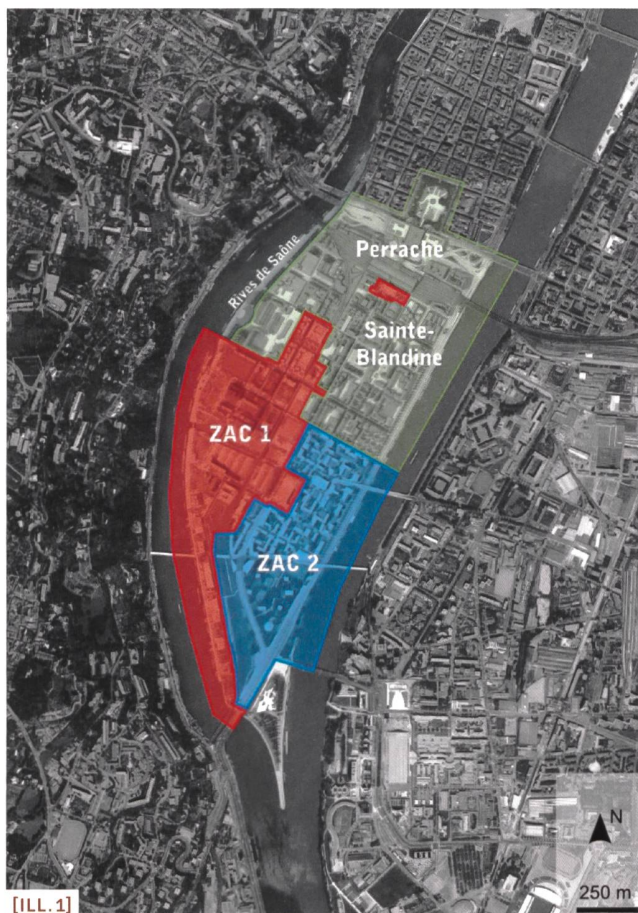 Perrache
Rives de Saône
Sainte-
Blandine
ZAC 1
ZAC 2
N
250 m
[ILL.1]